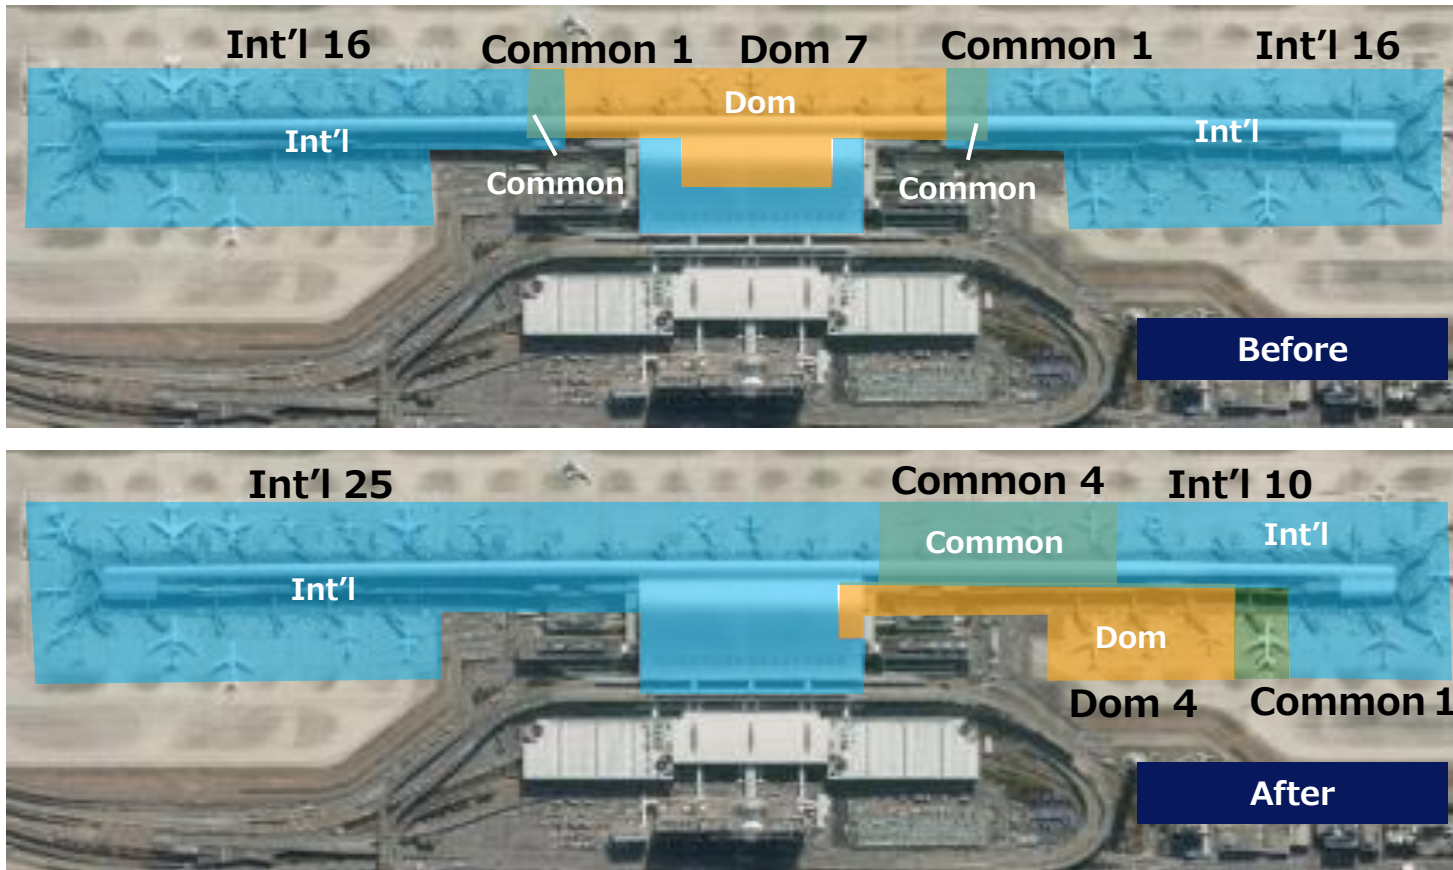 Int’l 16
Common 1
Dom 7
Common 1
Int’l 16
Dom
Int’l
Int’l
Common
Common
Before
Int’l 25
Common 4
Int’l 10
Common
Int’l
Int’l
Dom
Dom 4
Common 1
After